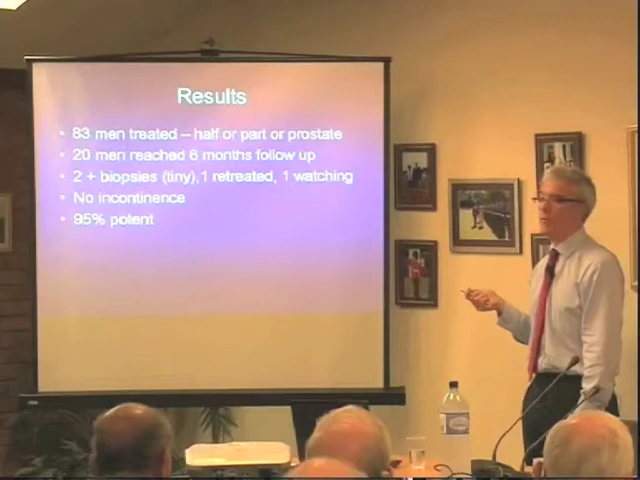 Results
• 83 men treated – half or part or prostate
• 20 men reached 6 months follow up
• 2 + biopsies (tiny),1 retreated, 1 watching
• No incontinence
• 95% potent